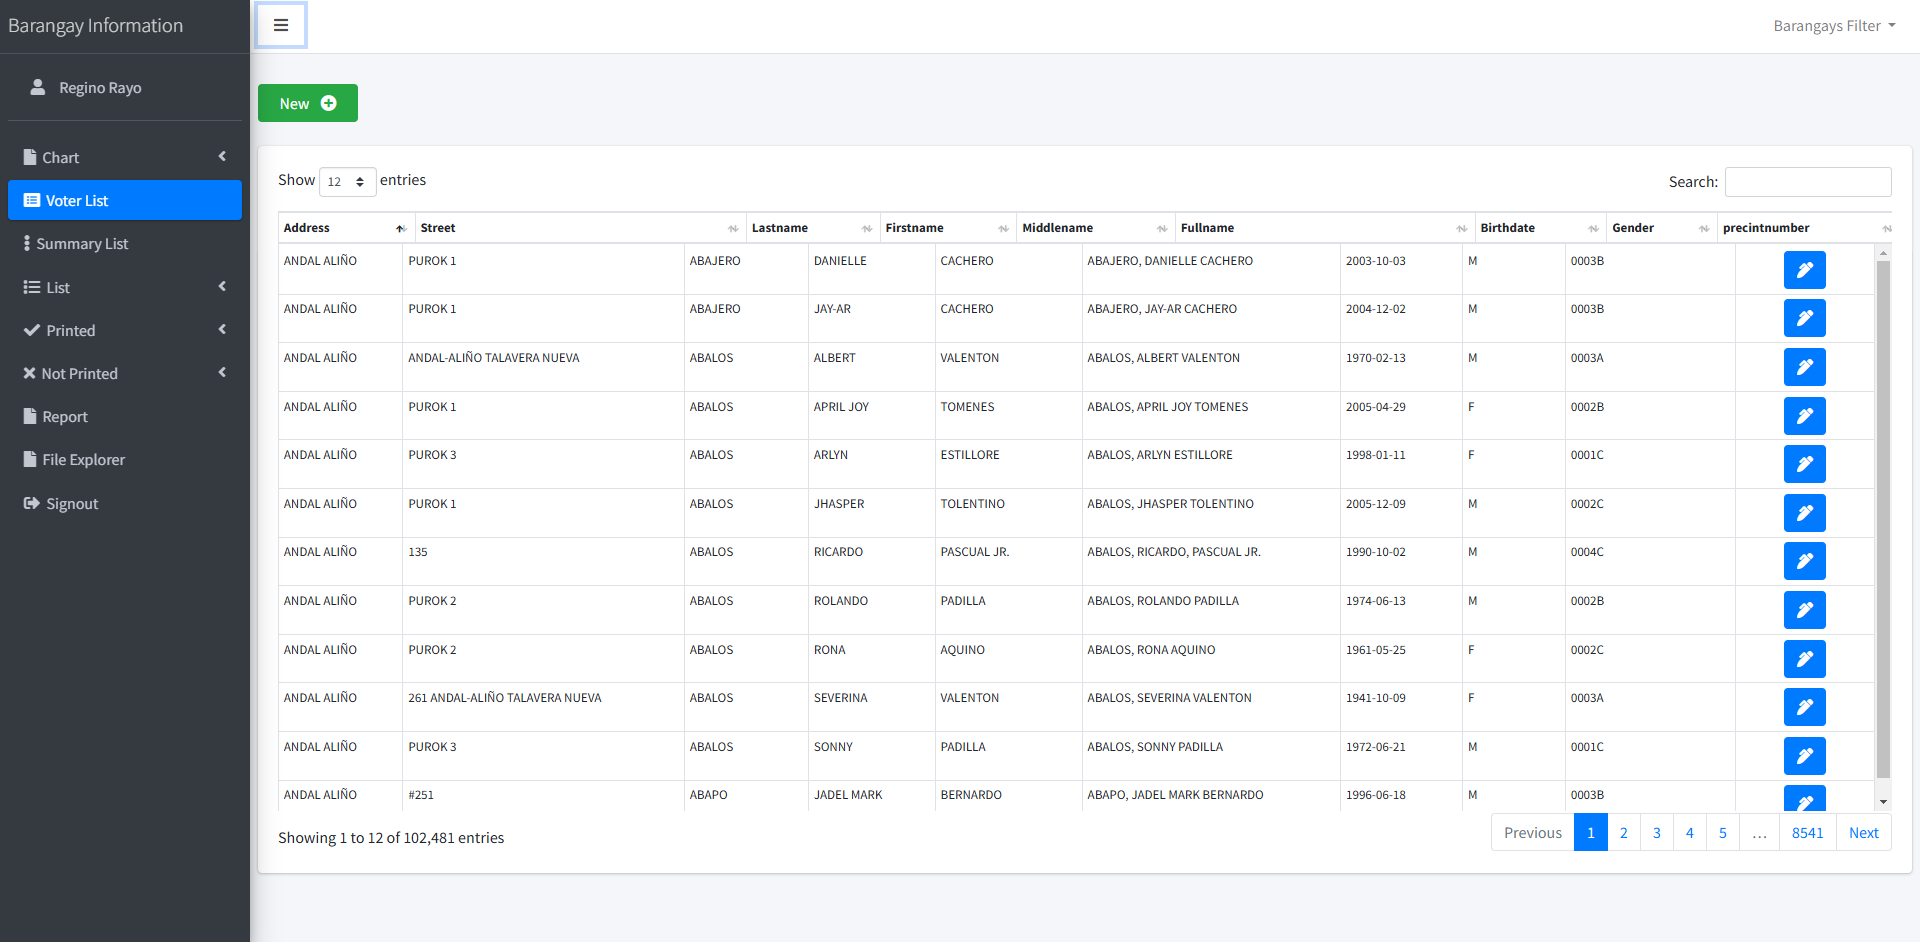 Barangay Information
Barangays Filter
Regino Rayo
New
Chart
Voter List
Summary List
List
Printed
Not Printed
Report
File Explorer
Signout
Show 12 entries
Search:
Address Street Lastname Firstname Middlename Fullname Birthdate Gender precintnumber
ANDAL ALIÑO PUROK 1 ABAJERO DANIELLE CACHERO ABAJERO, DANIELLE CACHERO 2003-10-03 M 0003B
ANDAL ALIÑO PUROK 1 ABAJERO JAY-AR CACHERO ABAJERO, JAY-AR CACHERO 2004-12-02 M 0003B
ANDAL ALIÑO ANDAL-ALIÑO TALAVERA NUEVA ABALOS ALBERT VALENTON ABALOS, ALBERT VALENTON 1970-02-13 M 0003A
ANDAL ALIÑO PUROK 1 ABALOS APRIL JOY TOMENES ABALOS, APRIL JOY TOMENES 2005-04-29 F 0002B
ANDAL ALIÑO PUROK 3 ABALOS ARLYN ESTILLORE ABALOS, ARLYN ESTILLORE 1998-01-11 F 0001C
ANDAL ALIÑO PUROK 1 ABALOS JHASPER TOLENTINO ABALOS, JHASPER TOLENTINO 2005-12-09 M 0002C
ANDAL ALIÑO 135 ABALOS RICARDO PASCUAL JR. ABALOS, RICARDO, PASCUAL JR. 1990-10-02 M 0004C
ANDAL ALIÑO PUROK 2 ABALOS ROLANDO PADILLA ABALOS, ROLANDO PADILLA 1974-06-13 M 0002B
ANDAL ALIÑO PUROK 2 ABALOS RONA AQUINO ABALOS, RONA AQUINO 1961-05-25 F 0002C
ANDAL ALIÑO 261 ANDAL-ALIÑO TALAVERA NUEVA ABALOS SEVERINA VALENTON ABALOS, SEVERINA VALENTON 1941-10-09 F 0003A
ANDAL ALIÑO PUROK 3 ABALOS SONNY PADILLA ABALOS, SONNY PADILLA 1972-06-21 M 0001C
ANDAL ALIÑO #251 ABAPO JADEL MARK BERNARDO ABAPO, JADEL MARK BERNARDO 1996-06-18 M 0003B
Showing 1 to 12 of 102,481 entries
Previous 1 2 3 4 5 … 8541 Next